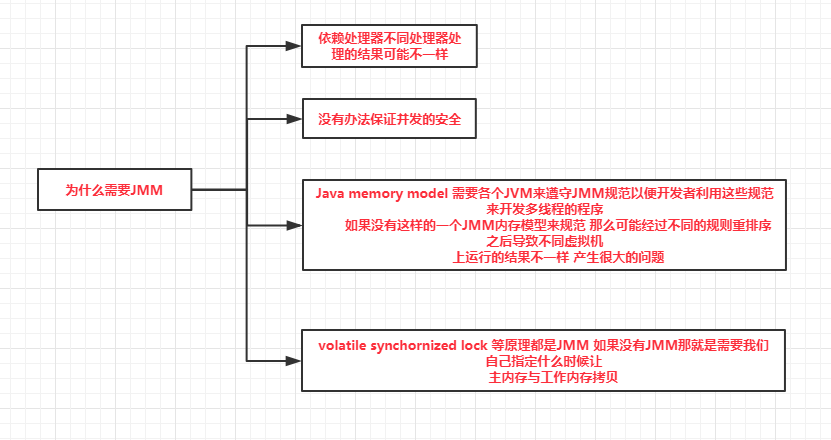 为什么需要JMM
依赖处理器不同处理器处
理的结果可能不一样
没有办法保证并发的安全
Java memory model 需要各个JVM来遵守JMM规范以便开发者利用这些规范
来开发多线程的程序
如果没有这样的一个JMM内存模型来规范 那么可能经过不同的规则重排序
之后导致不同虚拟机
上运行的结果不一样 产生很大的问题
volatile synchornized lock 等原理都是JMM 如果没有JMM那就是需要我们
自己指定什么时候让
主内存与工作内存拷贝